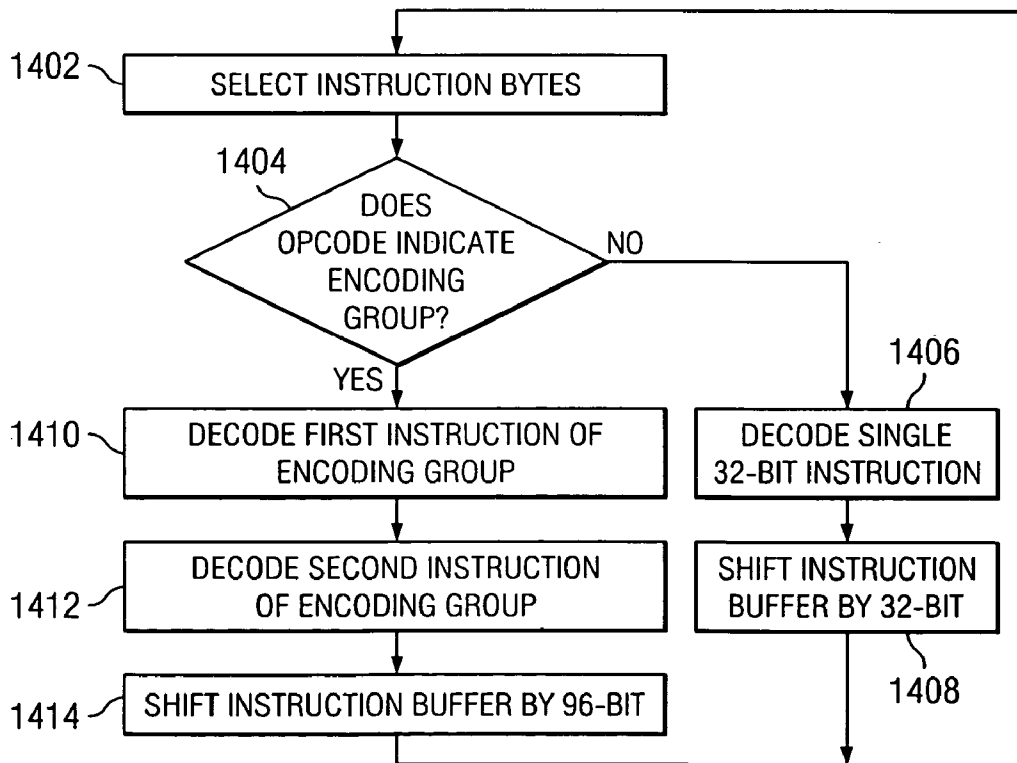 1402
SELECT INSTRUCTION BYTES
1404
DOES
OPCODE INDICATE
ENCODING
GROUP?
NO
YES
1410
DECODE FIRST INSTRUCTION OF
ENCODING GROUP
1412
DECODE SECOND INSTRUCTION
OF ENCODING GROUP
1414
SHIFT INSTRUCTION BUFFER BY 96-BIT
1406
DECODE SINGLE
32-BIT INSTRUCTION
SHIFT INSTRUCTION
BUFFER BY 32-BIT
1408